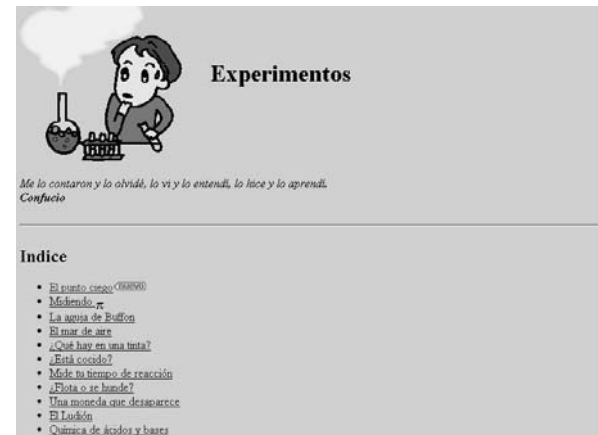 Experimentos
Me lo contaron y lo olvidé, lo vi y lo entendí, lo hice y lo aprendí.
Confucio
Indice
El punto ciego nuevo
Midiendo π
La aguja de Buffon
El mar de aire
¿Qué hay en una tinta?
¿Está cocido?
Mide tu tiempo de reacción
¿Flota o se hunde?
Una moneda que desaparece
El Ludión
Química de ácidos y bases